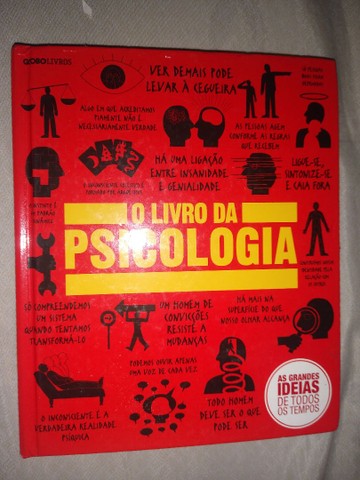 GLOBOLIVROS
VER DEMAIS PODE
LEVAR À CEGUEIRA
ALGO EM QUE ACREDITAMOS
PIAMENTE NÃO É
NECESSARIAMENTE VERDADE
AS PESSOAS AGEM
CONFORME AS REGRAS
QUE RECEBEM
HÁ UMA LIGAÇÃO
ENTRE INSANIDADE
E GENIALIDADE
LIGUE-SE,
SINTONIZE-SE
E CAIA FORA
O LIVRO DA
PSICOLOGIA
SÓ COMPREENDEMOS
UM SISTEMA
QUANDO TENTAMOS
TRANSFORMÁ-LO
UM HOMEM DE
CONVICÇÕES
RESISTE A
MUDANÇAS
HÁ MAIS NA
SUPERFÍCIE DO QUE
NOSSO OLHAR ALCANÇA
PODEMOS OUVIR APENAS
UMA VOZ DE CADA VEZ
O INCONSCIENTE É A
VERDADEIRA REALIDADE
PSÍQUICA
TODO HOMEM
DEVE SER O QUE
PODE SER
AS GRANDES
IDEIAS
DE TODOS
OS TEMPOS